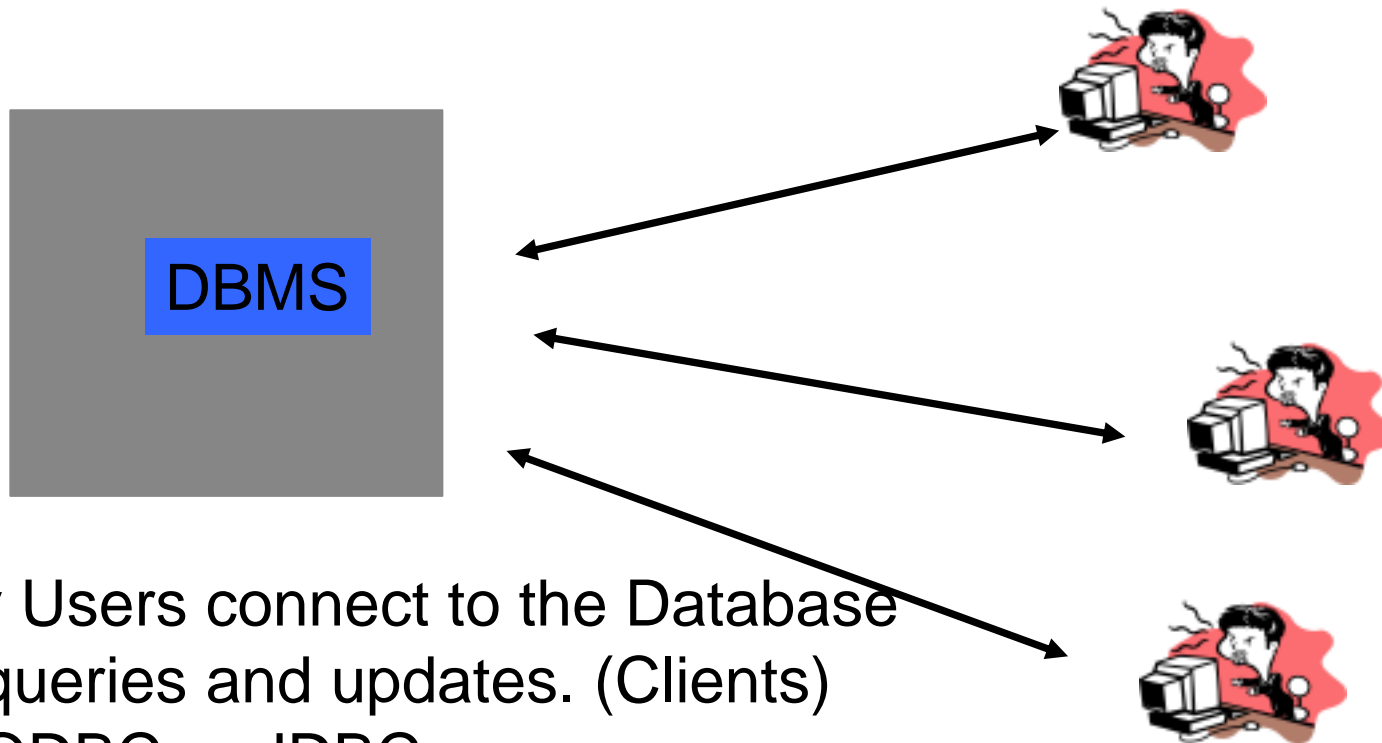 DBMS
Users connect to the Database
queries and updates. (Clients)